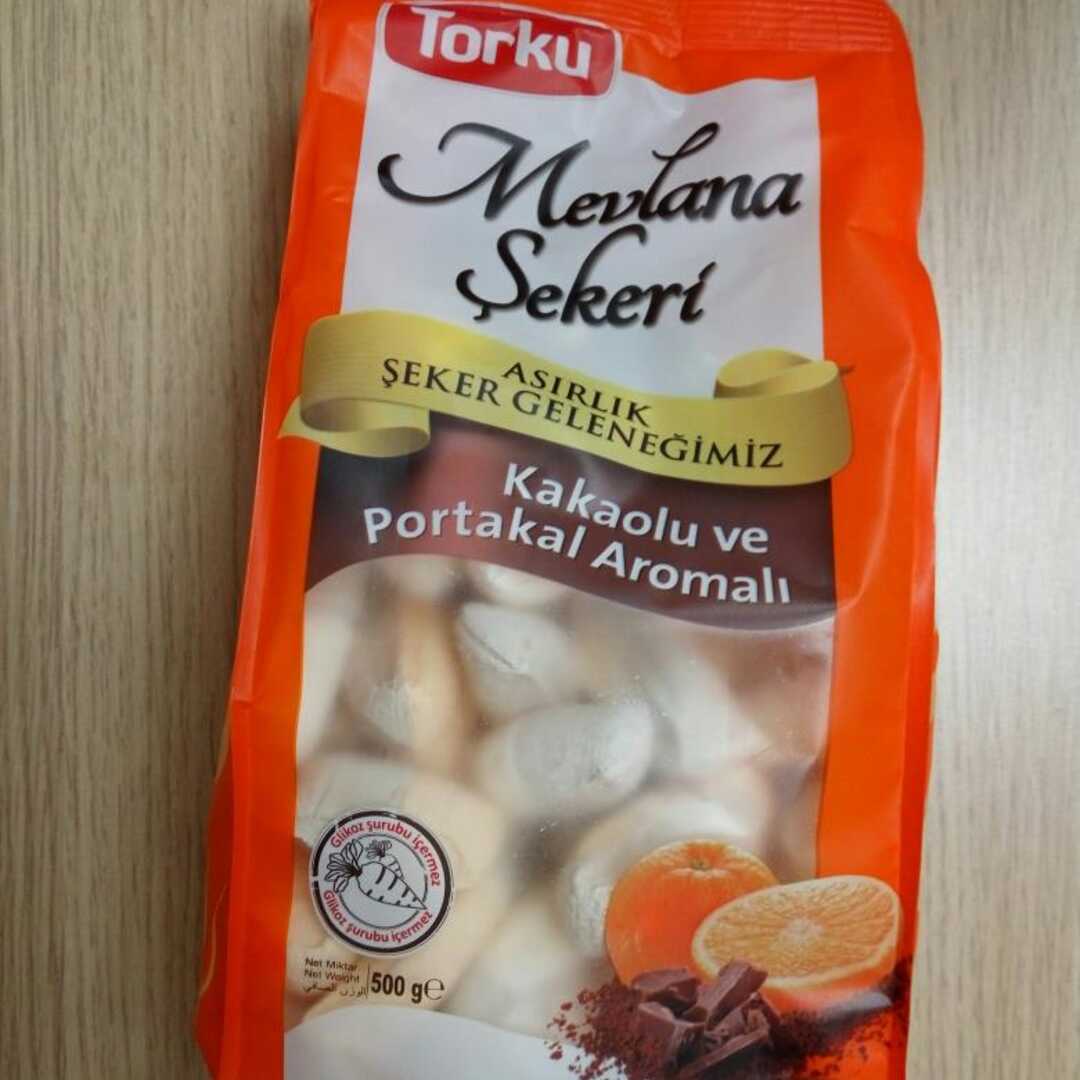 Torku
Mevlana
Şekeri
ASIRLIK
ŞEKER GELENEĞİMİZ
Kakaolu ve
Portakal Aromalı
Glikoz şurubu içermez
Glikoz şurubu içermez
Net Miktar
Net Weight
الوزن الصافي
500 g℮